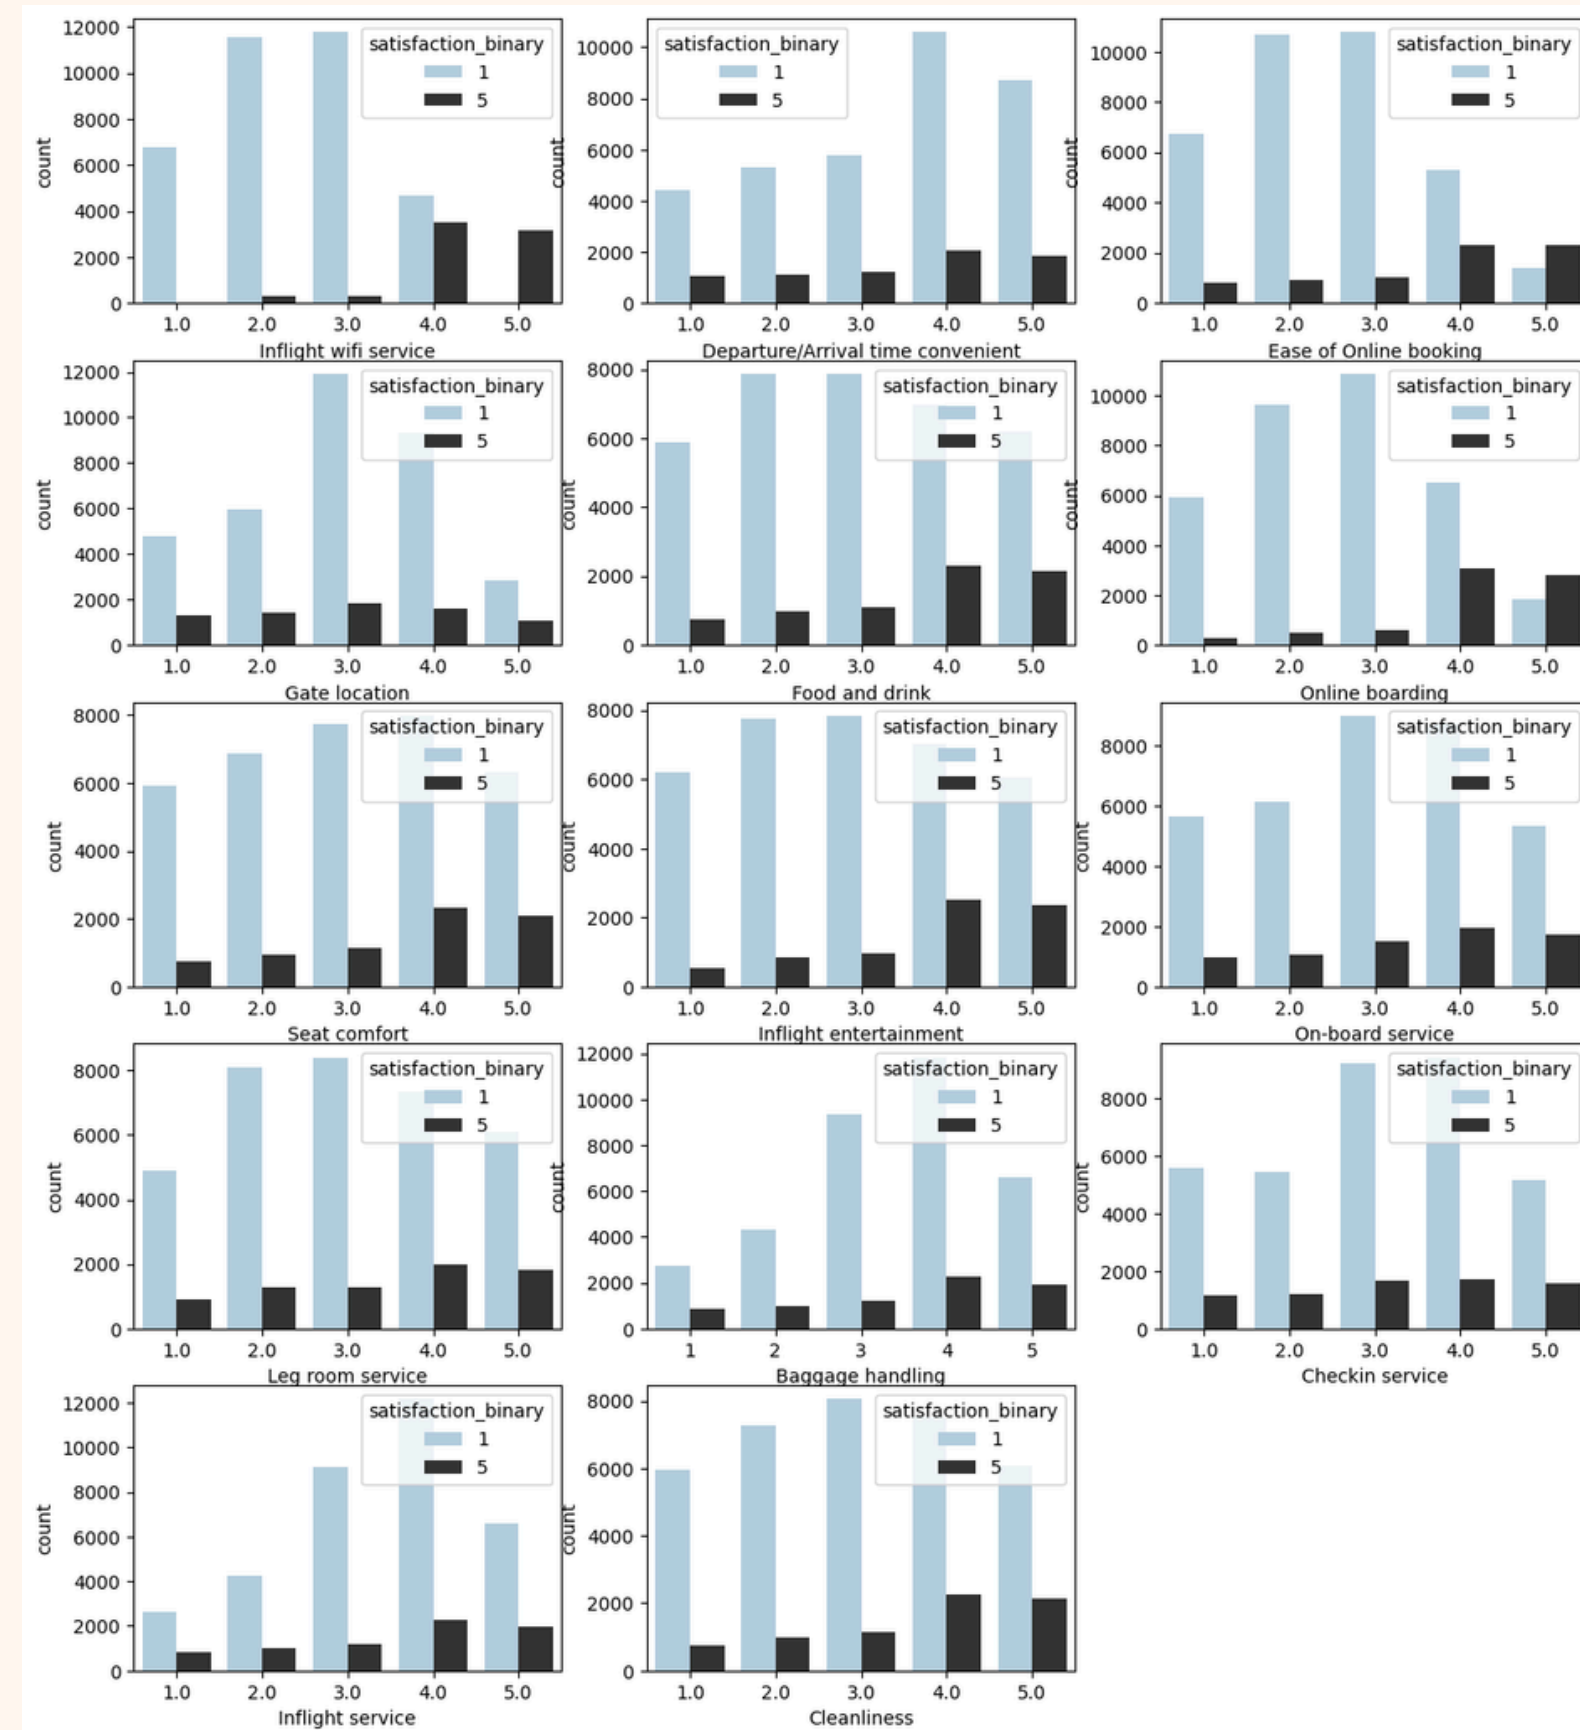 12000
10000
8000
6000
4000
2000
0
count
satisfaction_binary
1
5
1.0 2.0 3.0 4.0 5.0
Inflight wifi service
10000
8000
6000
4000
2000
0
count
satisfaction_binary
1
5
1.0 2.0 3.0 4.0 5.0
Departure/Arrival time convenient
10000
8000
6000
4000
2000
0
count
satisfaction_binary
1
5
1.0 2.0 3.0 4.0 5.0
Ease of Online booking
12000
10000
8000
6000
4000
2000
0
count
satisfaction_binary
1
5
1.0 2.0 3.0 4.0 5.0
Gate location
8000
6000
4000
2000
0
count
satisfaction_binary
1
5
1.0 2.0 3.0 4.0 5.0
Food and drink
10000
8000
6000
4000
2000
0
count
satisfaction_binary
1
5
1.0 2.0 3.0 4.0 5.0
Online boarding
8000
6000
4000
2000
0
count
satisfaction_binary
1
5
1.0 2.0 3.0 4.0 5.0
Seat comfort
8000
6000
4000
2000
0
count
satisfaction_binary
1
5
1.0 2.0 3.0 4.0 5.0
Inflight entertainment
8000
6000
4000
2000
0
count
satisfaction_binary
1
5
1.0 2.0 3.0 4.0 5.0
On-board service
8000
6000
4000
2000
0
count
satisfaction_binary
1
5
1.0 2.0 3.0 4.0 5.0
Leg room service
12000
10000
8000
6000
4000
2000
0
count
satisfaction_binary
1
5
1 2 3 4 5
Baggage handling
8000
6000
4000
2000
0
count
satisfaction_binary
1
5
1.0 2.0 3.0 4.0 5.0
Checkin service
12000
10000
8000
6000
4000
2000
0
count
satisfaction_binary
1
5
1.0 2.0 3.0 4.0 5.0
Inflight service
8000
6000
4000
2000
0
count
satisfaction_binary
1
5
1.0 2.0 3.0 4.0 5.0
Cleanliness